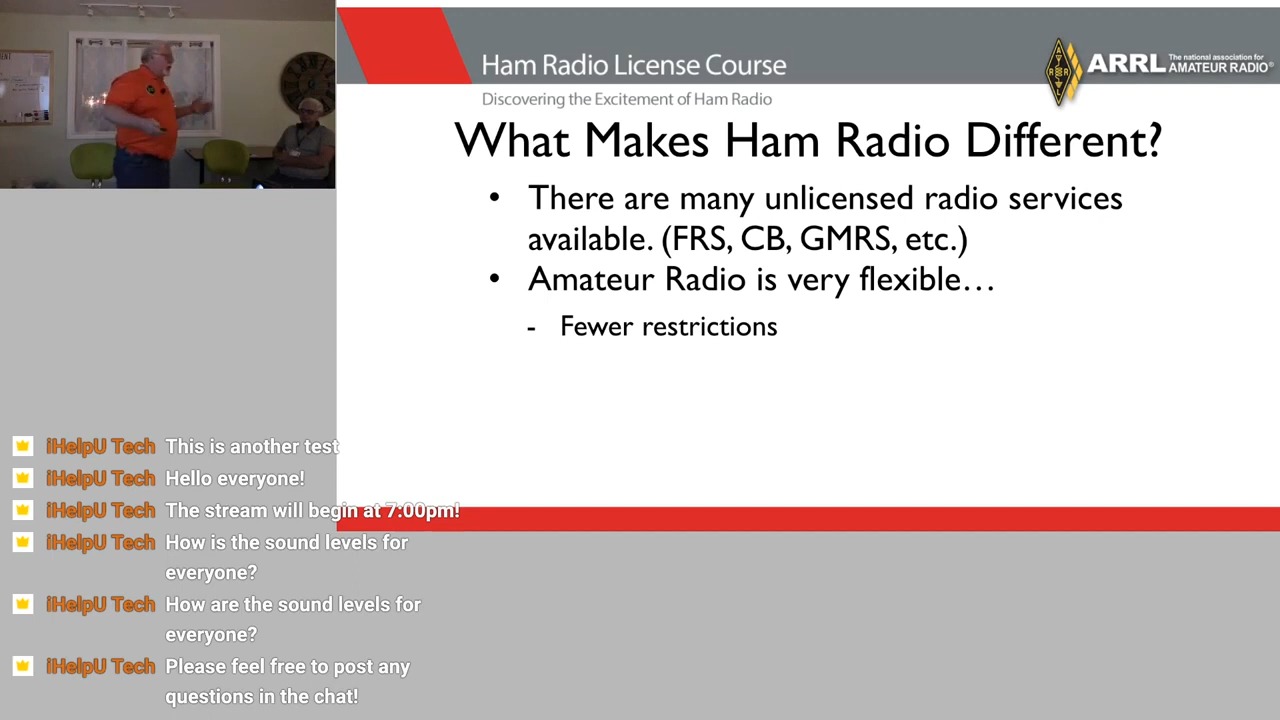 Ham Radio License Course
ARRL The national association for
AMATEUR RADIO®
Discovering the Excitement of Ham Radio
What Makes Ham Radio Different?
• There are many unlicensed radio services
available. (FRS, CB, GMRS, etc.)
• Amateur Radio is very flexible…
- Fewer restrictions
iHelpU Tech This is another test
iHelpU Tech Hello everyone!
iHelpU Tech The stream will begin at 7:00pm!
iHelpU Tech How is the sound levels for
everyone?
iHelpU Tech How are the sound levels for
everyone?
iHelpU Tech Please feel free to post any
questions in the chat!